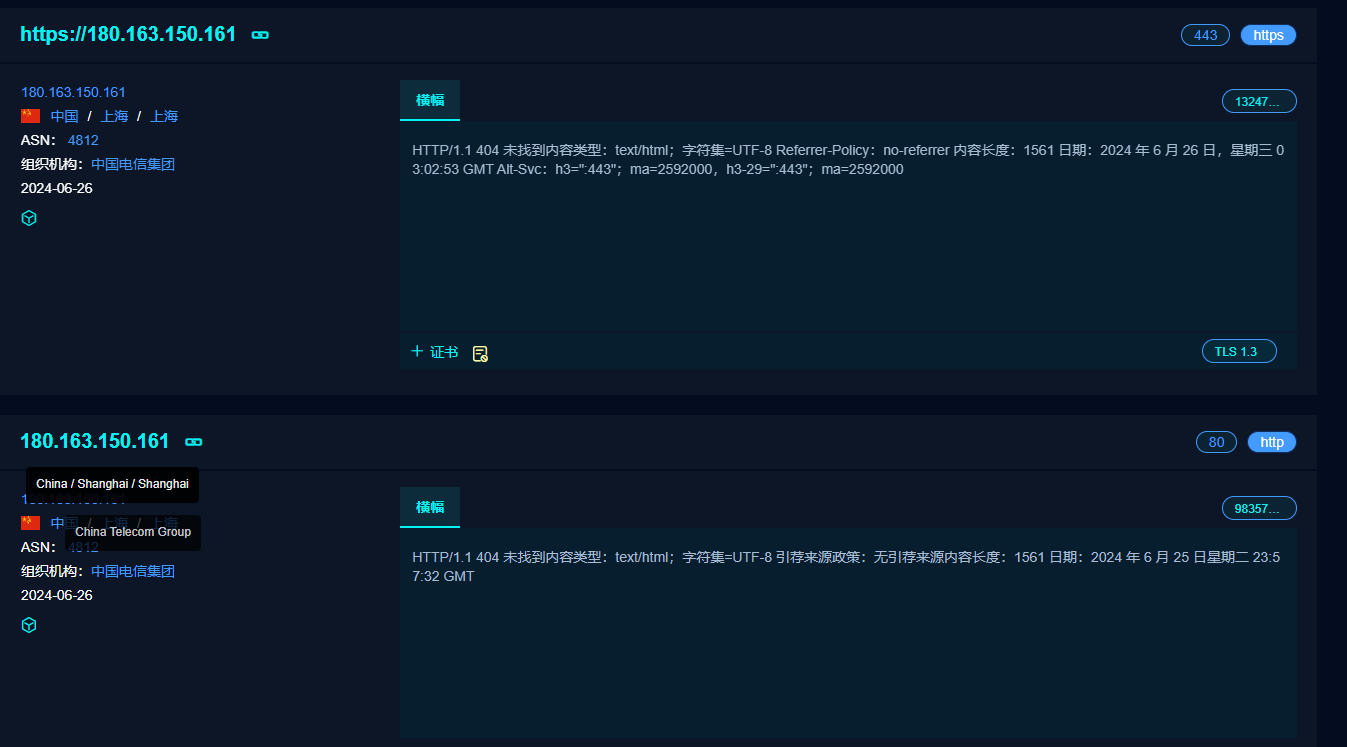 https://180.163.150.161
443
https
180.163.150.161
中国 / 上海 / 上海
ASN: 4812
组织机构: 中国电信集团
2024-06-26
横幅
13247...
HTTP/1.1 404 未找到内容类型：text/html；字符集=UTF-8 Referrer-Policy：no-referrer 内容长度：1561 日期：2024 年 6 月 26 日，星期三 0
3:02:53 GMT Alt-Svc：h3=":443"；ma=2592000，h3-29=":443"；ma=2592000
+ 证书
TLS 1.3
180.163.150.161
80
http
China / Shanghai / Shanghai
中国 / 上海 / 上海
China Telecom Group
ASN: 4812
组织机构: 中国电信集团
2024-06-26
横幅
98357...
HTTP/1.1 404 未找到内容类型：text/html；字符集=UTF-8 引荐来源政策：无引荐来源内容长度：1561 日期：2024 年 6 月 25 日星期二 23:5
7:32 GMT